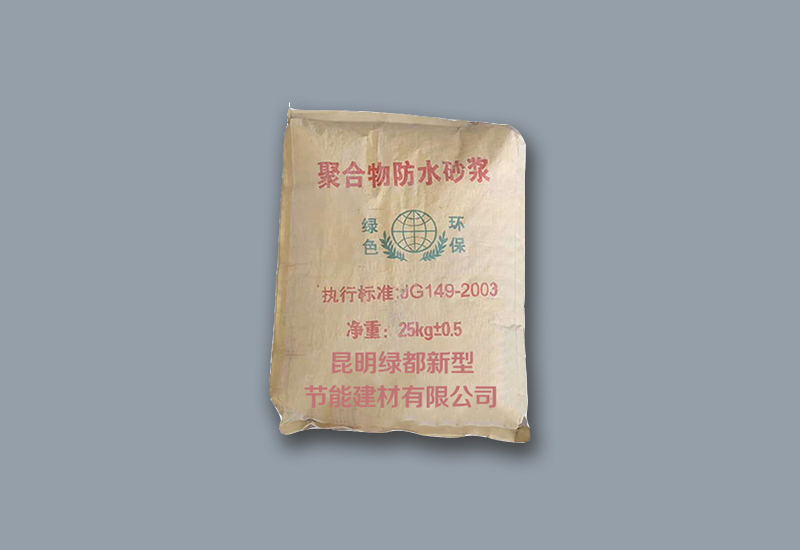 聚合物防水砂浆
绿色 环保
执行标准:JG149-2003
净重：25kg±0.5
昆明绿都新型
节能建材有限公司